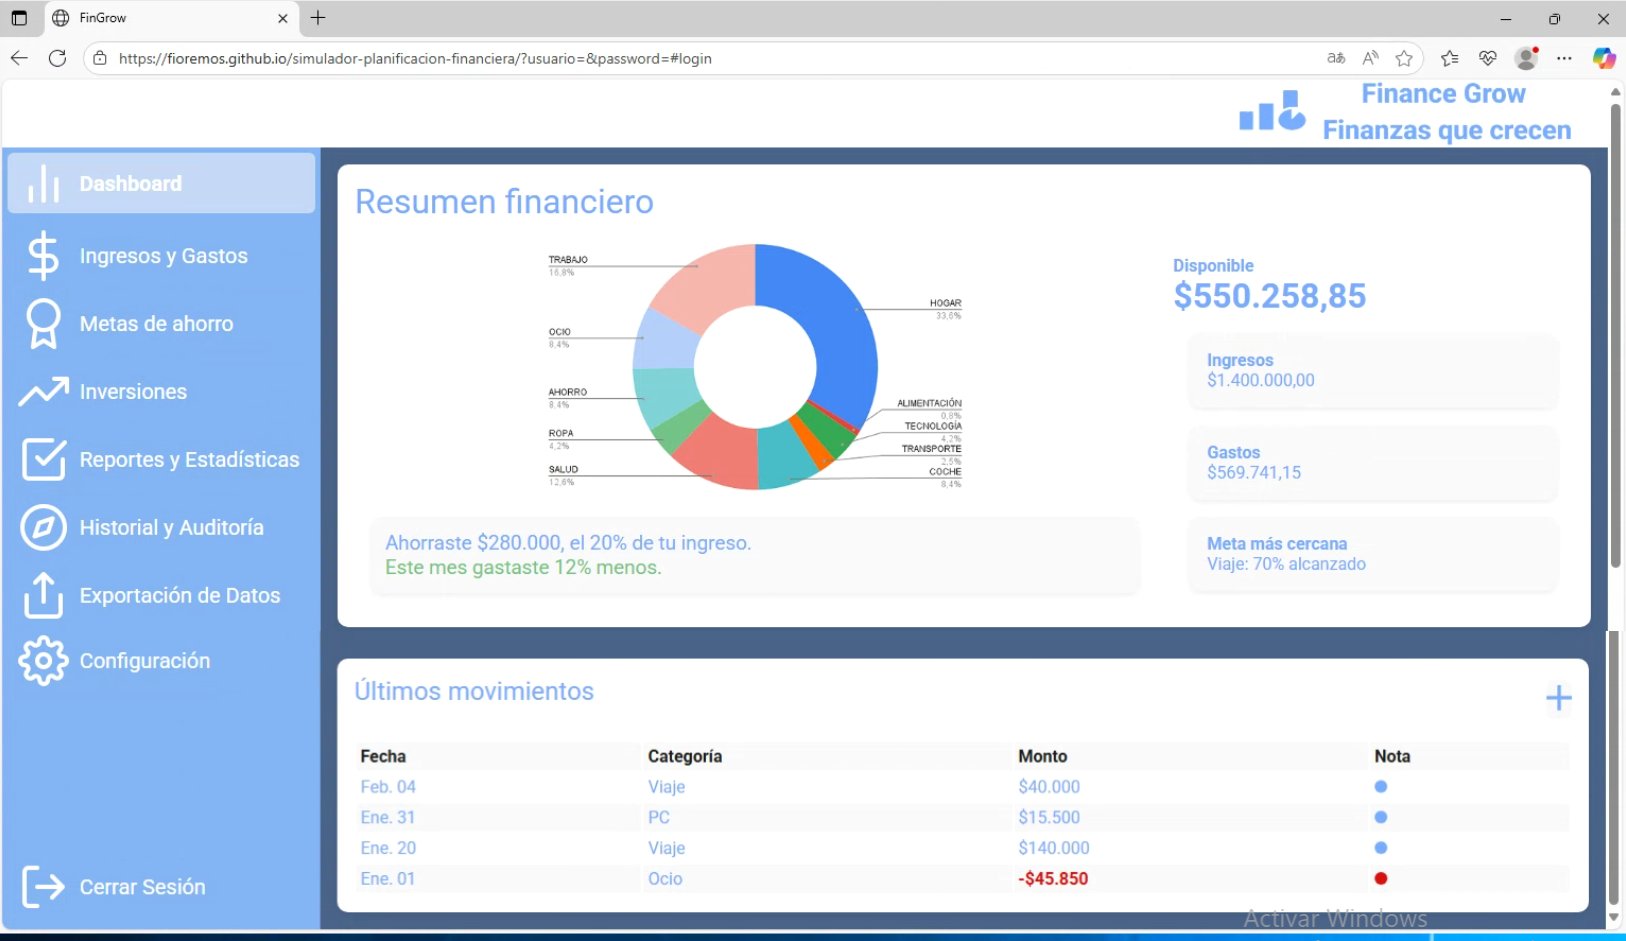 FinGrow
https://fioremos.github.io/simulador-planificacion-financiera/?usuario=&password=#login
Finance Grow
Finanzas que crecen
Dashboard
Ingresos y Gastos
Metas de ahorro
Inversiones
Reportes y Estadísticas
Historial y Auditoría
Exportación de Datos
Configuración
Cerrar Sesión
Resumen financiero
TRABAJO
16,8%
OCIO
8,4%
AHORRO
8,4%
ROPA
4,2%
SALUD
12,6%
HOGAR
33,6%
ALIMENTACIÓN
0,8%
TECNOLOGÍA
4,2%
TRANSPORTE
2,5%
COCHE
8,4%
Ahorraste $280.000, el 20% de tu ingreso.
Este mes gastaste 12% menos.
Disponible
$550.258,85
Ingresos
$1.400.000,00
Gastos
$569.741,15
Meta más cercana
Viaje: 70% alcanzado
Últimos movimientos
Fecha Categoría Monto Nota
Feb. 04 Viaje $40.000
Ene. 31 PC $15.500
Ene. 20 Viaje $140.000
Ene. 01 Ocio -$45.850
Activar Windows